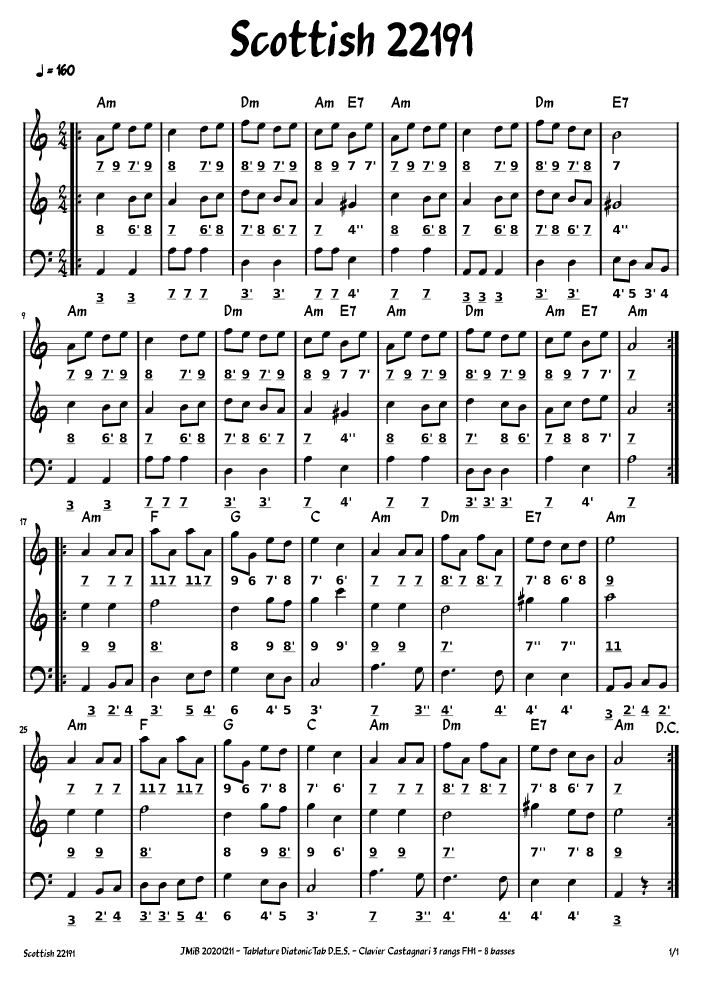 Scottish 22191
♩ = 160
Am Dm Am E7 Am Dm E7
7 9 7' 9 8 7' 9 8' 9 7' 9 8 9 7 7' 7 9 7' 9 8 7' 9 8' 9 7' 8 7
8 6' 8 7 6' 8 7' 8 6' 7 7 4'' 8 6' 8 7 6' 8 7' 8 6' 7 4''
3 3 7 7 7 3' 3' 7 7 4' 7 7 3 3 3 3' 3' 4' 5 3' 4
9 Am Dm Am E7 Am Dm Am E7 Am
7 9 7' 9 8 7' 9 8' 9 7' 9 8 9 7 7' 7 9 7' 9 8' 9 7' 9 8 9 7 7' 7
8 6' 8 7 6' 8 7' 8 6' 7 7 4'' 8 6' 8 7' 8 6' 7 7 8 8 7' 7
3 3 7 7 7 3' 3' 7 4' 7 7 3' 3' 3' 7 4' 7
17 Am F G C Am Dm E7 Am
7 7 7 11 7 11 7 9 6 7' 8 7' 6' 7 7 7 8' 7 8' 7 7' 8 6' 8 9
9 9 8' 8 9 8' 9 9' 9 9 7' 7'' 7'' 11
3 2' 4 3' 5 4' 6 4' 5 3' 7 3'' 4' 4' 4' 4' 3 2' 4 2'
25 Am F G C Am Dm E7 Am D.C.
7 7 7 11 7 11 7 9 6 7' 8 7' 6' 7 7 7 8' 7 8' 7 7' 8 6' 7 7
9 9 8' 8 9 8' 9 6' 9 9 7' 7'' 7' 8 9
3 2' 4 3' 3' 5 4' 6 4' 4' 3' 7 3'' 4' 4' 4' 4' 3
Scottish 22191 JMiB 20201211 - Tablature DiatonicTab D.E.S. - Clavier Castagnari 3 rangs FH1 - 8 basses 1/1